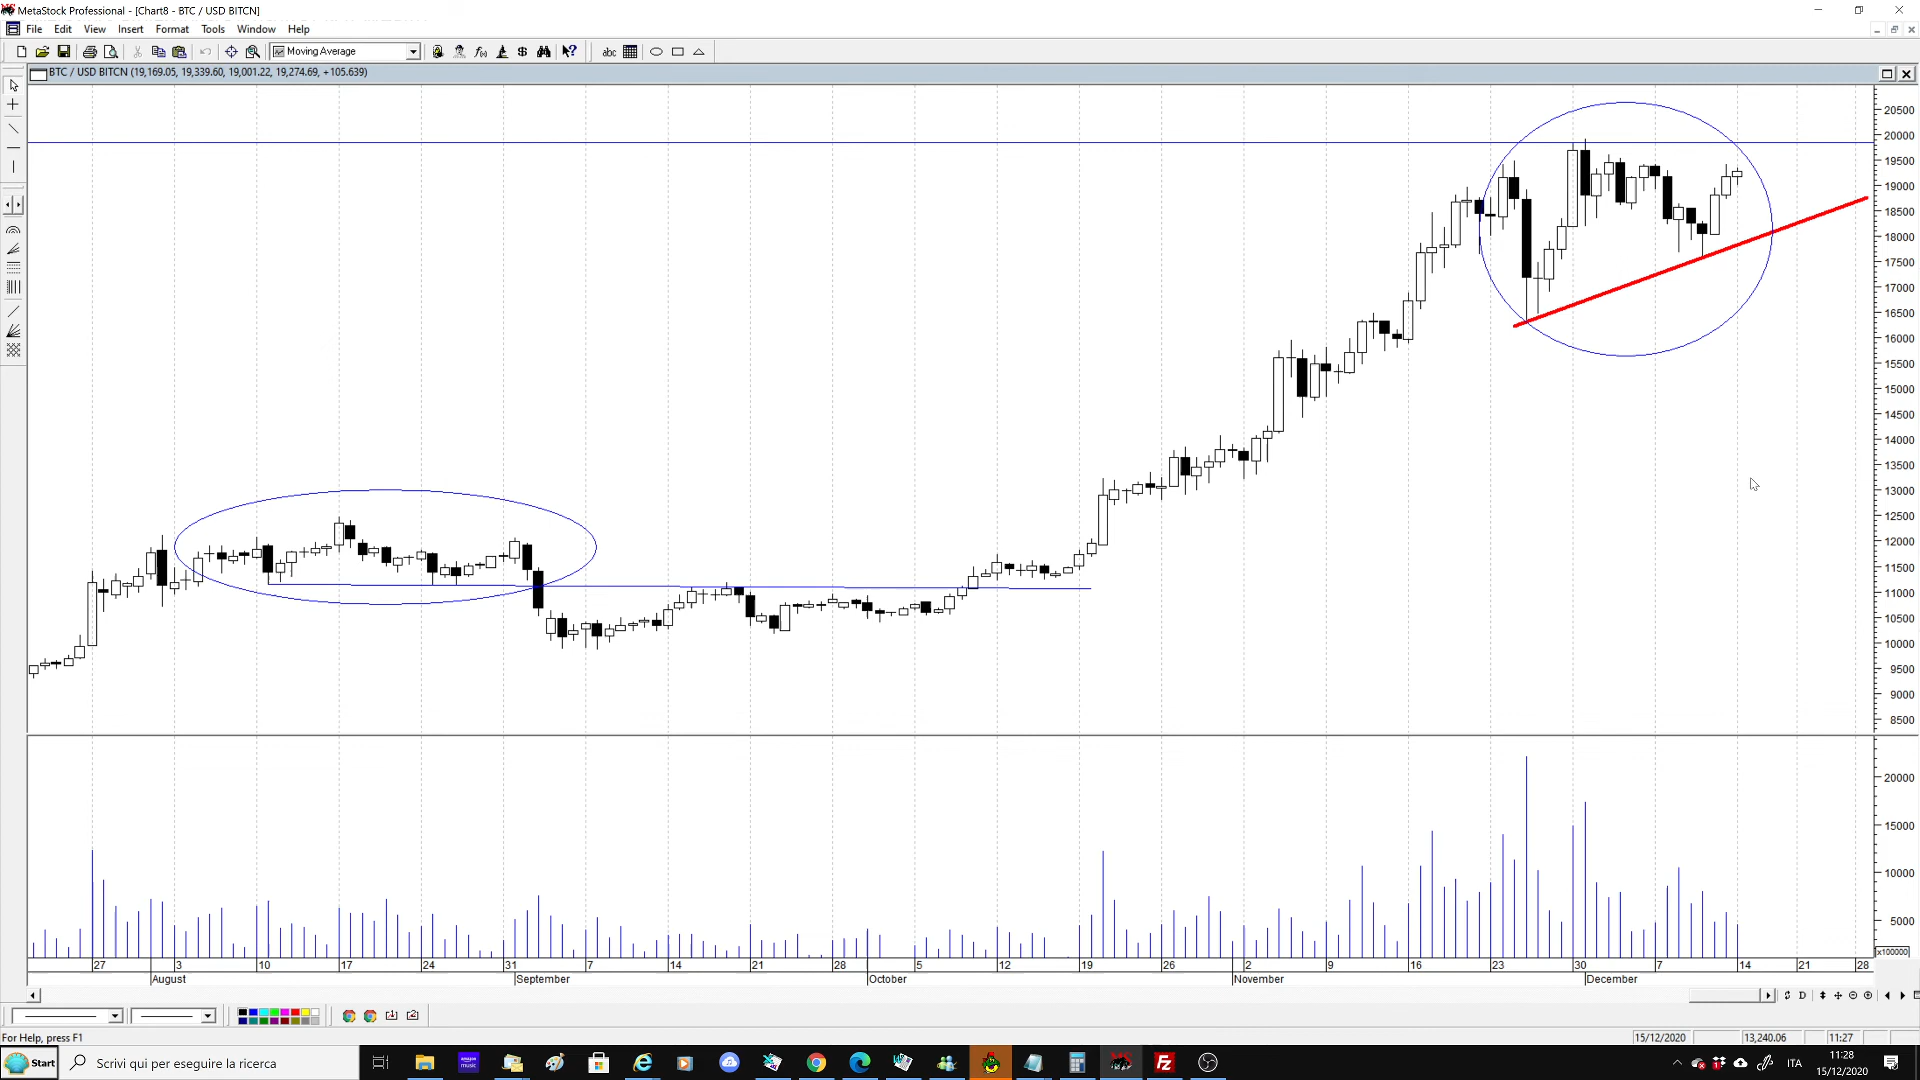 MetaStock Professional - [Chart8 - BTC / USD BITCN]
File Edit View Insert Format Tools Window Help
Moving Average
abc
BTC / USD BITCN (19,169.05, 19,339.60, 19,001.22, 19,274.69, +105.639)
20500
20000
19500
19000
18500
18000
17500
17000
16500
16000
15500
15000
14500
14000
13500
13000
12500
12000
11500
11000
10500
10000
9500
9000
8500
20000
15000
10000
5000
x100000
27 3 10 17 24 31 7 14 21 28 5 12 19 26 2 9 16 23 30 7 14 21 28
August September October November December
D
For Help, press F1
15/12/2020 13,240.06 11:27
Start
Scrivi qui per eseguire la ricerca
ITA
11:28
15/12/2020